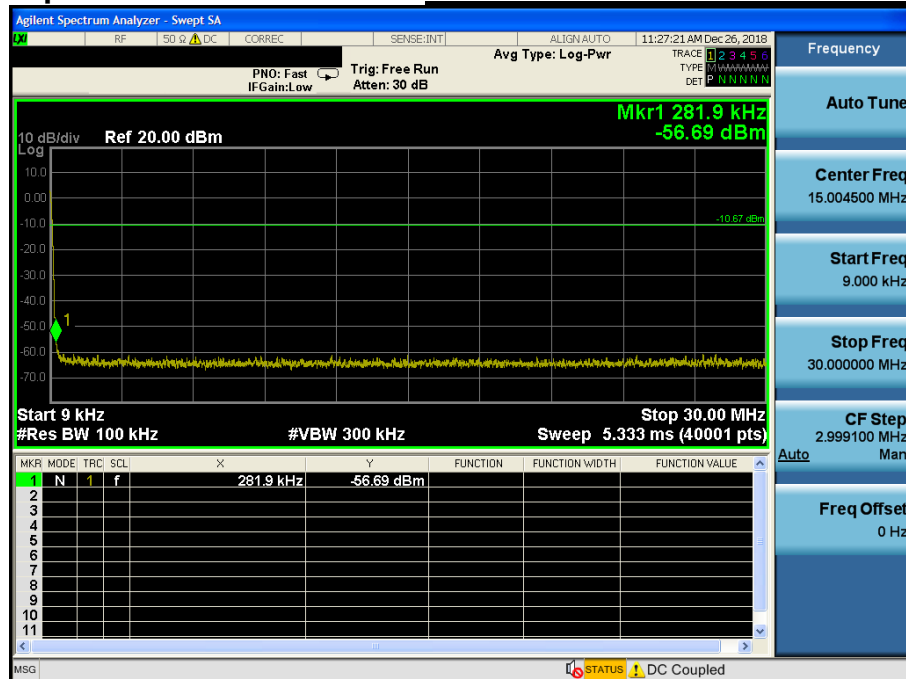 Agilent Spectrum Analyzer - Swept SA
LXI RF 50 Ω DC CORREC SENSE:INT ALIGN AUTO 11:27:21 AM Dec 26, 2018
Avg Type: Log-Pwr TRACE 1 2 3 4 5 6
PNO: Fast Trig: Free Run TYPE M WWWWW
IFGain:Low Atten: 30 dB DET P N N N N N
Frequency
Auto Tune
Mkr1 281.9 kHz
10 dB/div Ref 20.00 dBm -56.69 dBm
Log
10.0
0.00
-10.0
-10.67 dBm
-20.0
-30.0
-40.0
-50.0
1
-60.0
-70.0
Start 9 kHz Stop 30.00 MHz
#Res BW 100 kHz #VBW 300 kHz Sweep 5.333 ms (40001 pts)
Center Freq
15.004500 MHz
Start Freq
9.000 kHz
Stop Freq
30.000000 MHz
CF Step
2.999100 MHz
Auto Man
Freq Offset
0 Hz
MKR MODE TRC SCL X Y FUNCTION FUNCTION WIDTH FUNCTION VALUE
1 N 1 f 281.9 kHz -56.69 dBm
2
3
4
5
6
7
8
9
10
11
MSG STATUS DC Coupled